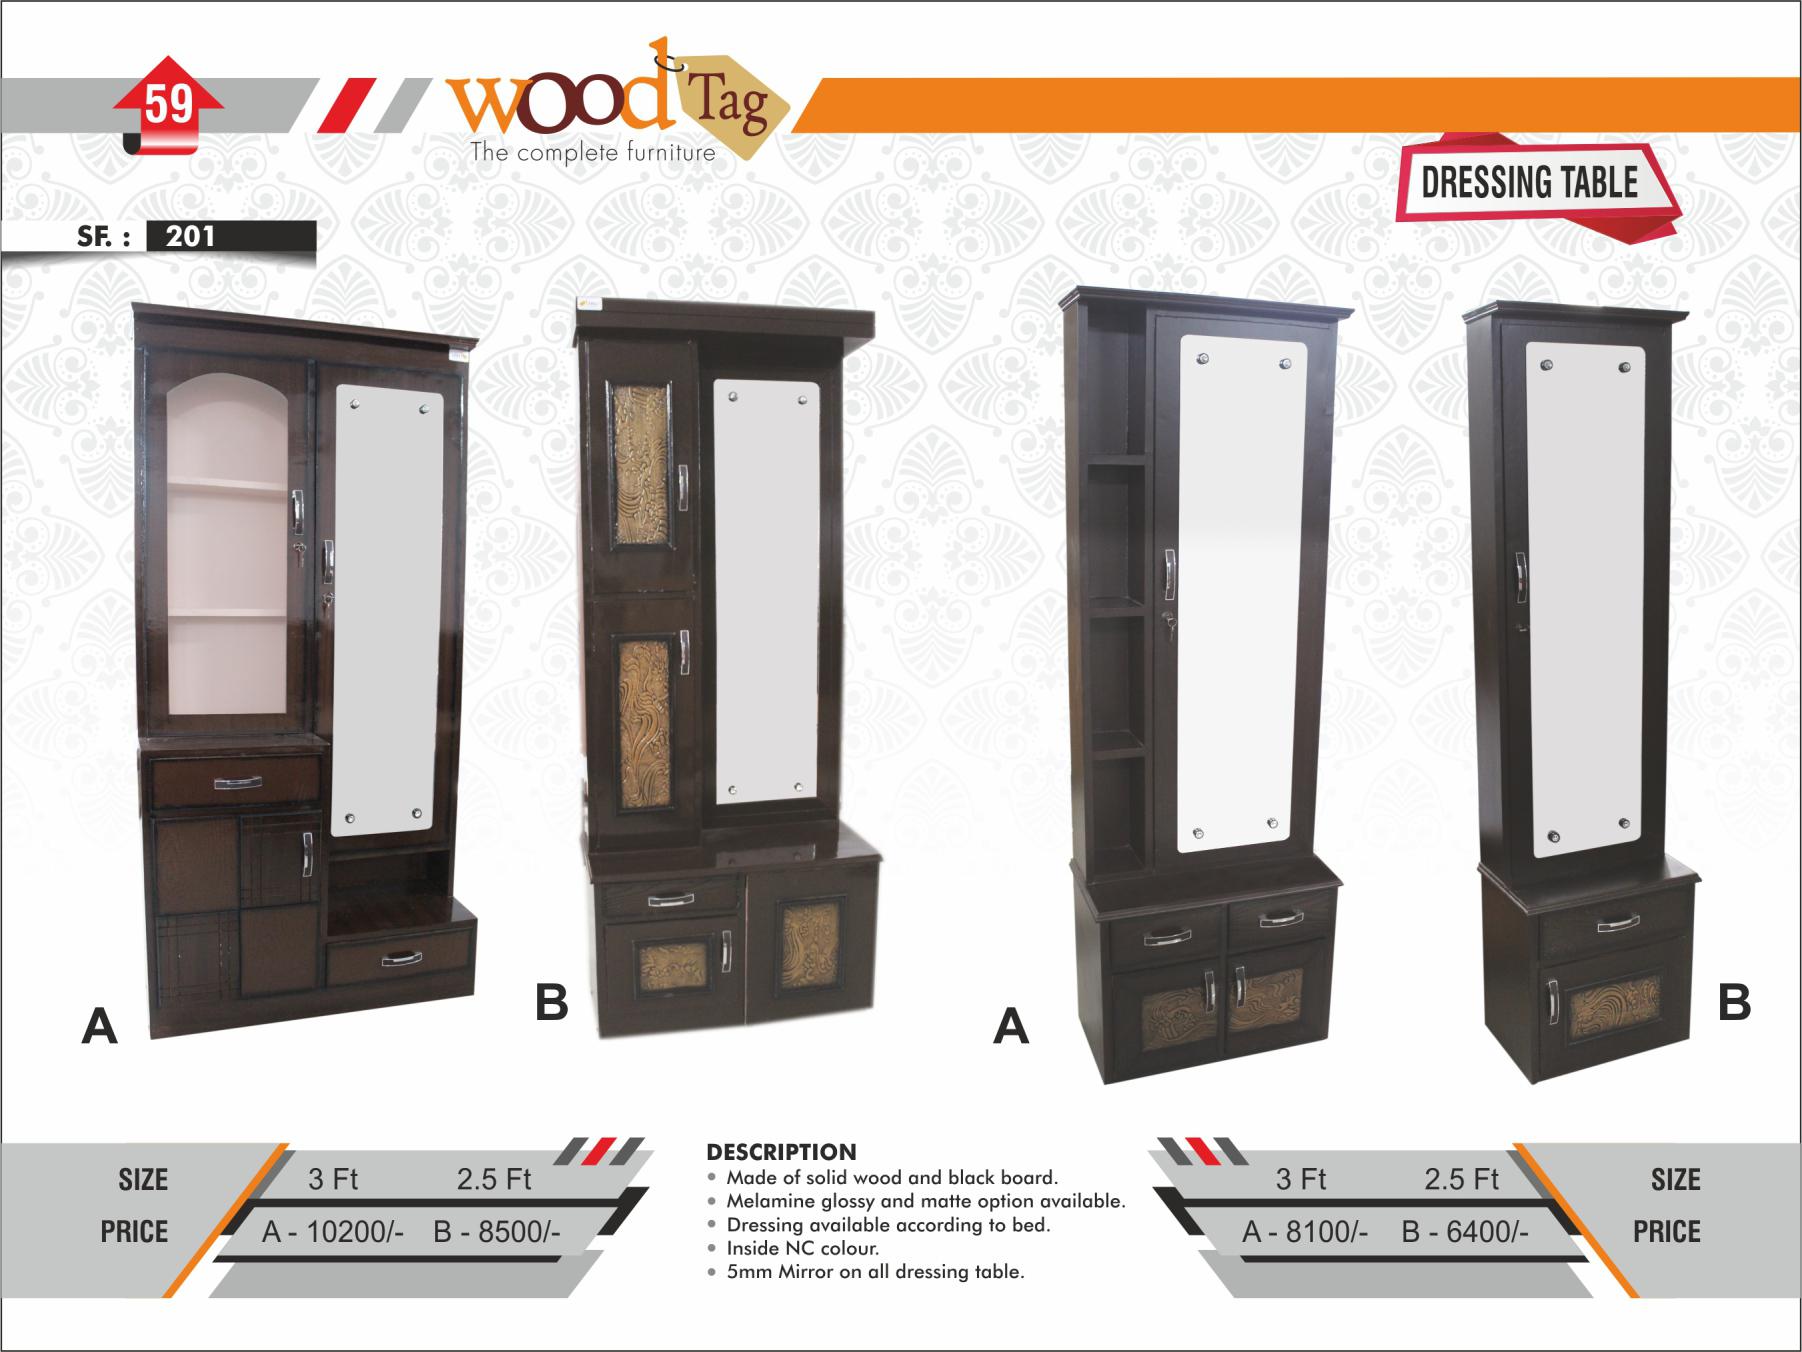 59
wood Tag
The complete furniture
DRESSING TABLE
SF. : 201
A
B
A
B
SIZE 3 Ft 2.5 Ft
PRICE A - 10200/- B - 8500/-
DESCRIPTION
• Made of solid wood and black board.
• Melamine glossy and matte option available.
• Dressing available according to bed.
• Inside NC colour.
• 5mm Mirror on all dressing table.
3 Ft 2.5 Ft SIZE
A - 8100/- B - 6400/- PRICE